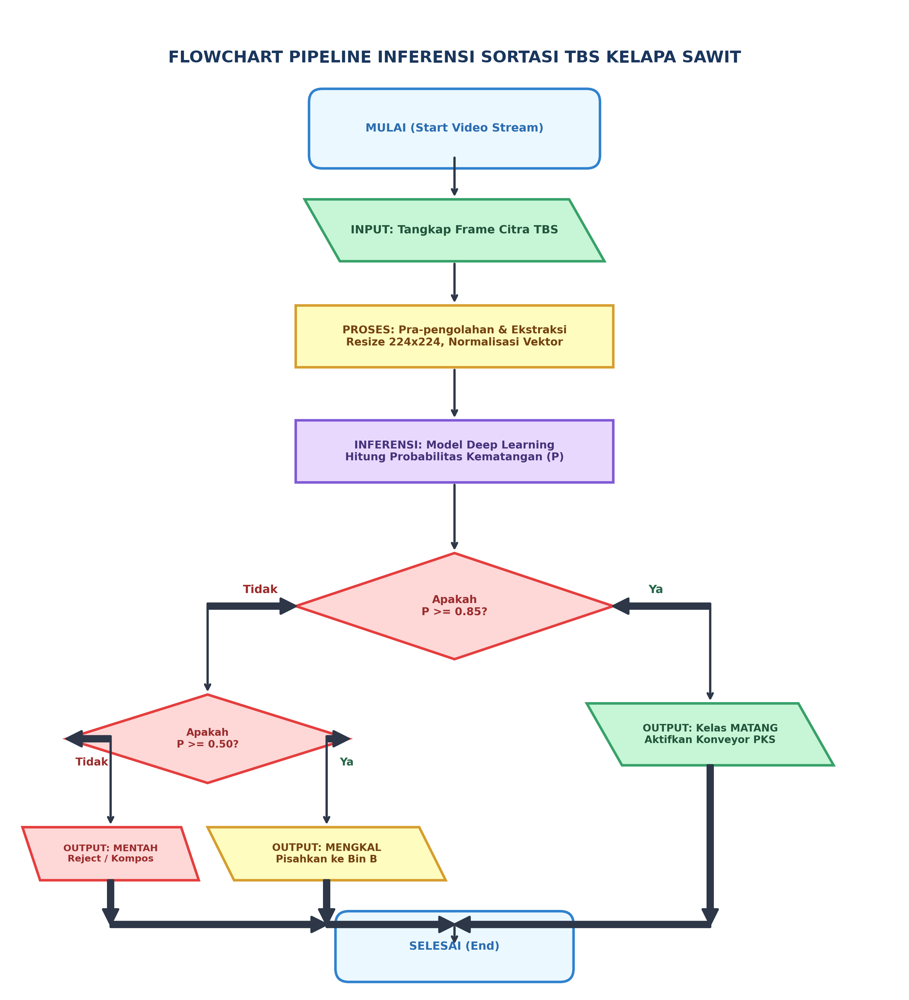 FLOWCHART PIPELINE INFERENSI SORTASI TBS KELAPA SAWIT
MULAI (Start Video Stream)
INPUT: Tangkap Frame Citra TBS
PROSES: Pra-pengolahan & Ekstraksi
Resize 224x224, Normalisasi Vektor
INFERENSI: Model Deep Learning
Hitung Probabilitas Kematangan (P)
Tidak
Ya
Apakah
P >= 0.85?
Apakah
P >= 0.50?
OUTPUT: Kelas MATANG
Aktifkan Konveyor PKS
Tidak
Ya
OUTPUT: MENTAH
Reject / Kompos
OUTPUT: MENGKAL
Pisahkan ke Bin B
SELESAI (End)